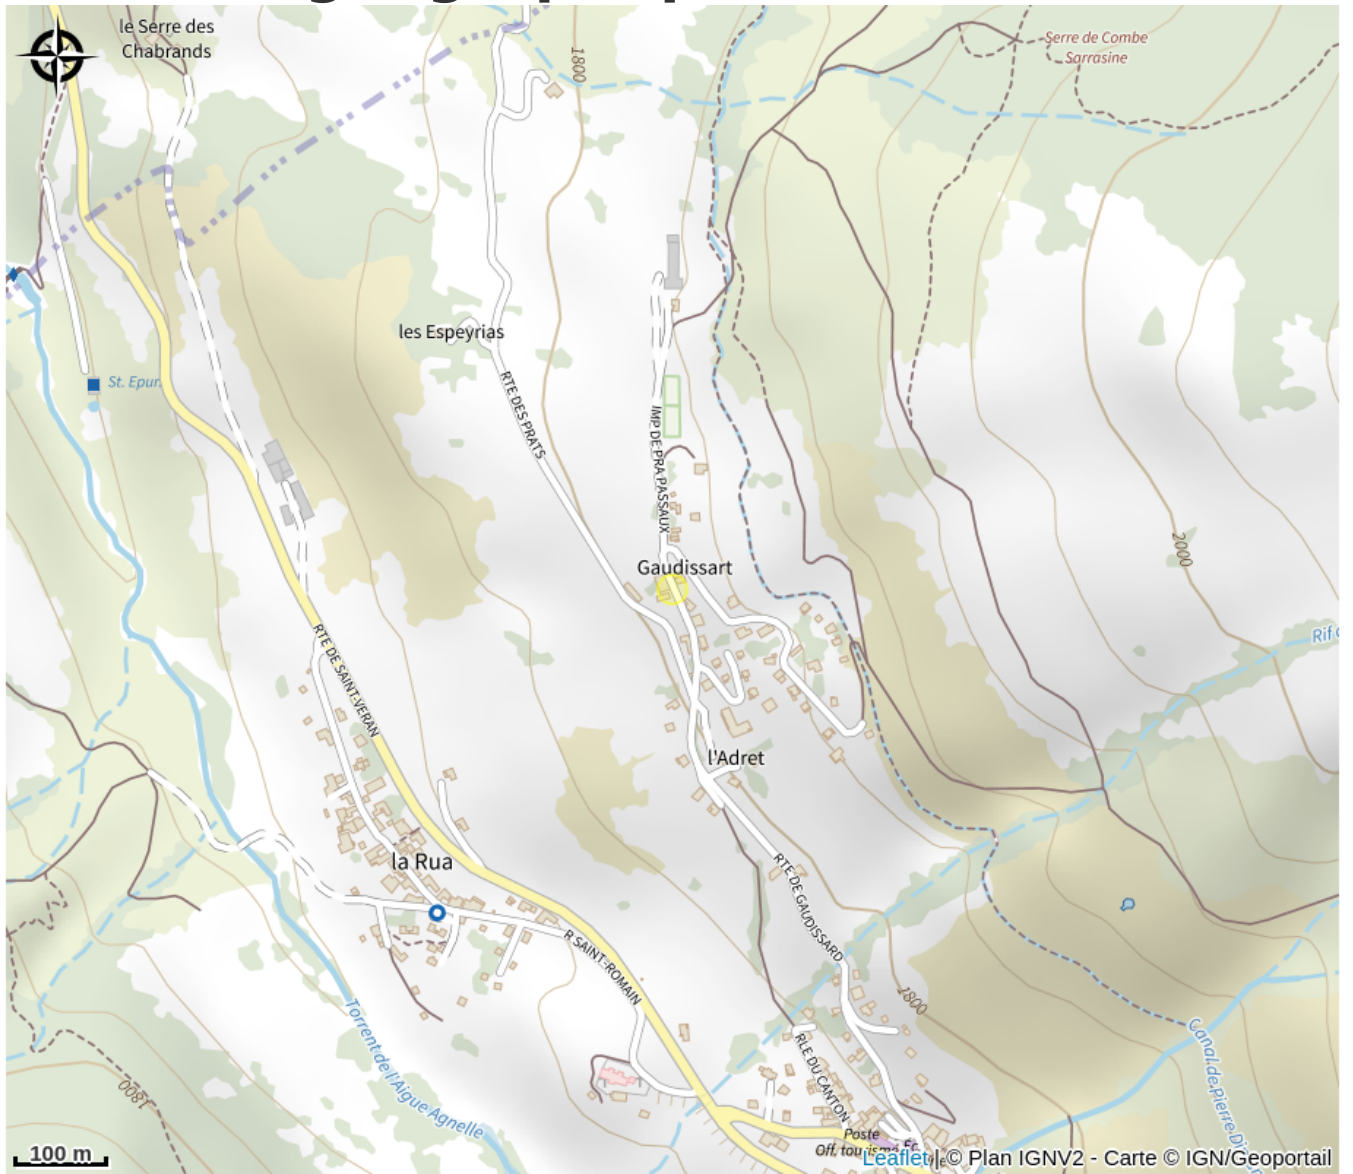 le Serre des
Chabrands
1800
Serre de Combe
Sarrasine
les Espeyrias
St. Epur.
RTE DES PRATS
IMP DE PRA PASSAUX
2000
Gaudissart
Rif
RTE DE SAINT-VERAN
l'Adret
la Rua
RTE DE GAUDISSARD
R SAINT-ROMAIN
1800
Torrent de l'Aigue Agnelle
Canal de Pierre
RLE DU CANTON
1800
Poste
Off. tourisme
100 m
Leaflet | © Plan IGNV2 - Carte © IGN/Geoportail